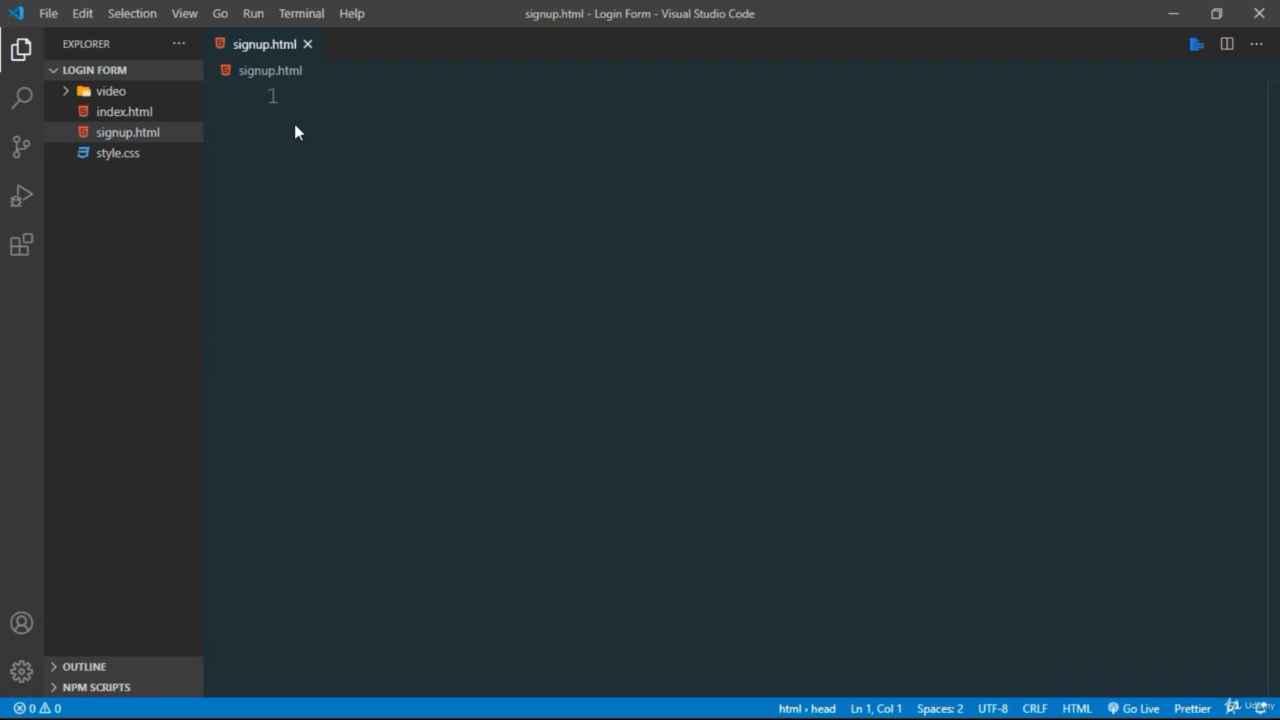 File Edit Selection View Go Run Terminal Help
signup.html - Login Form - Visual Studio Code
EXPLORER
signup.html
LOGIN FORM
signup.html
video
1
index.html
signup.html
style.css
OUTLINE
NPM SCRIPTS
0 0
html › head Ln 1, Col 1 Spaces: 2 UTF-8 CRLF HTML Go Live Prettier
Udemy